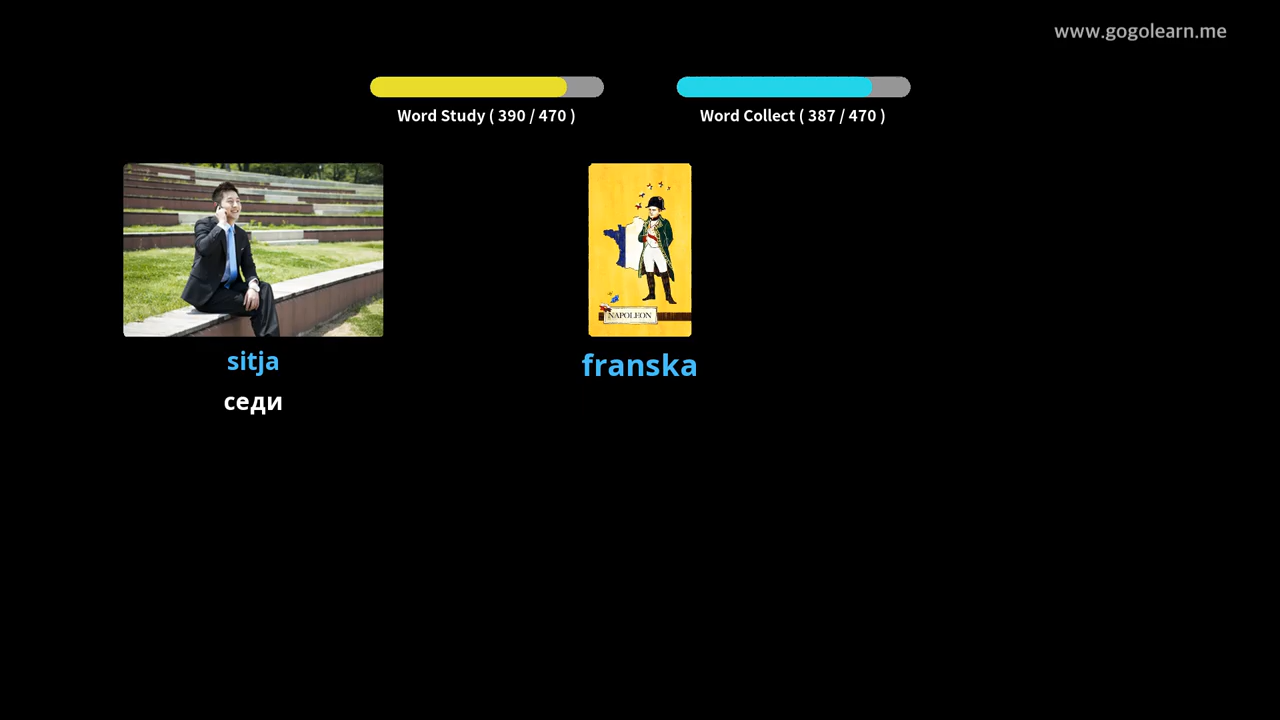 www.gogolearn.me
Word Study ( 390 / 470 )
Word Collect ( 387 / 470 )
NAPOLEON
sitja
седи
franska